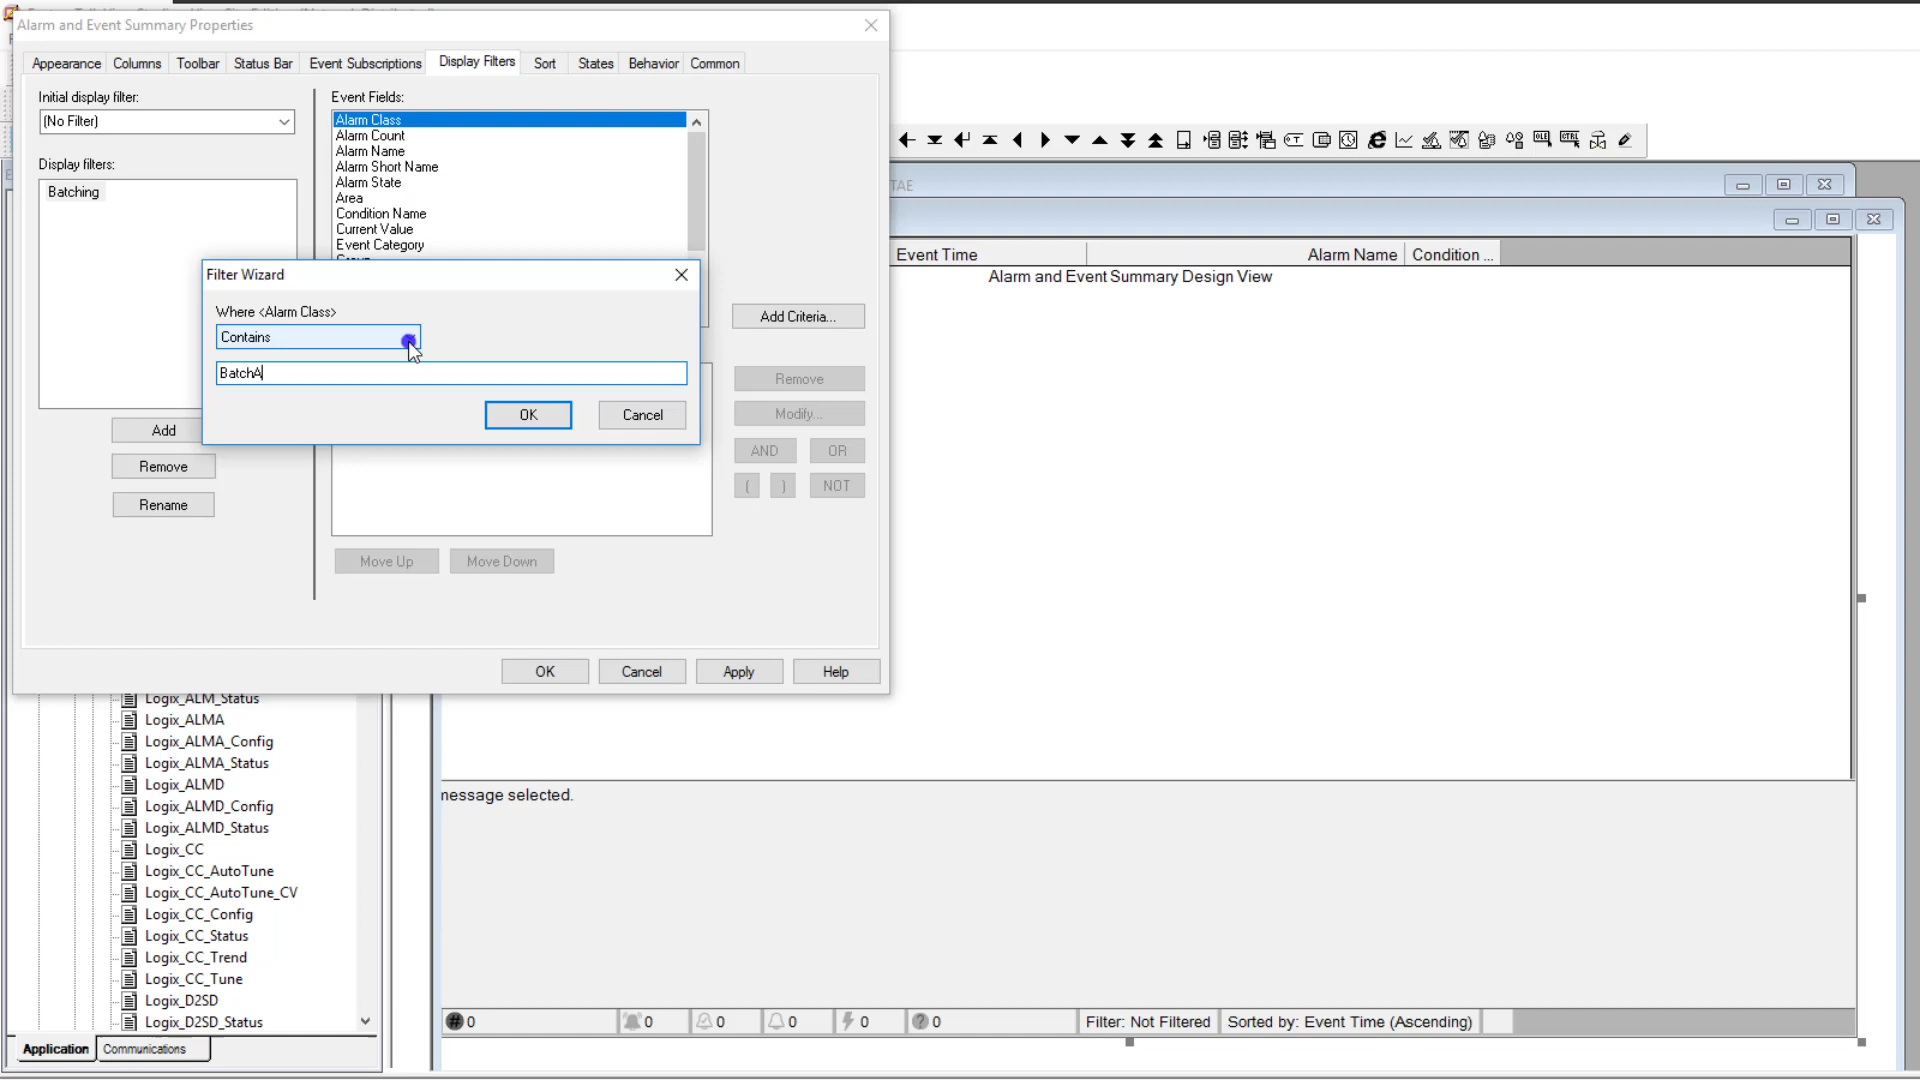 Alarm and Event Summary Properties
Appearance Columns Toolbar Status Bar Event Subscriptions Display Filters Sort States Behavior Common
Initial display filter:
(No Filter)
Display filters:
Batching
Add
Remove
Rename
Event Fields:
Alarm Class
Alarm Count
Alarm Name
Alarm Short Name
Alarm State
Area
Condition Name
Current Value
Event Category
Filter Wizard
Where <Alarm Class>
Contains
BatchA
OK Cancel
Add Criteria...
Remove
Modify...
AND OR
( ) NOT
Move Up Move Down
OK Cancel Apply Help
TAE
Event Time Alarm Name Condition ...
Alarm and Event Summary Design View
message selected.
0 0 0 0 0 0 Filter: Not Filtered Sorted by: Event Time (Ascending)
Logix_ALM_Status
Logix_ALMA
Logix_ALMA_Config
Logix_ALMA_Status
Logix_ALMD
Logix_ALMD_Config
Logix_ALMD_Status
Logix_CC
Logix_CC_AutoTune
Logix_CC_AutoTune_CV
Logix_CC_Config
Logix_CC_Status
Logix_CC_Trend
Logix_CC_Tune
Logix_D2SD
Logix_D2SD_Status
Application Communications